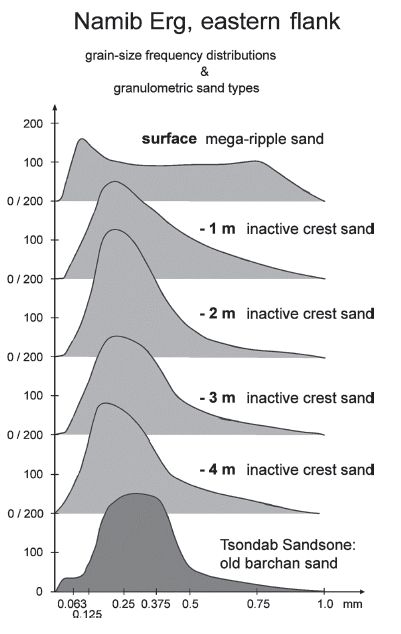 Namib Erg, eastern flank
grain-size frequency distributions
&
granulometric sand types
200
surface mega-ripple sand
100
0 / 200
- 1 m inactive crest sand
100
0 / 200
- 2 m inactive crest sand
100
0 / 200
- 3 m inactive crest sand
100
0 / 200
- 4 m inactive crest sand
100
0 / 200
Tsondab Sandsone:
100
old barchan sand
0
0.063 0.25 0.375 0.5 0.75 1.0 mm
0.125